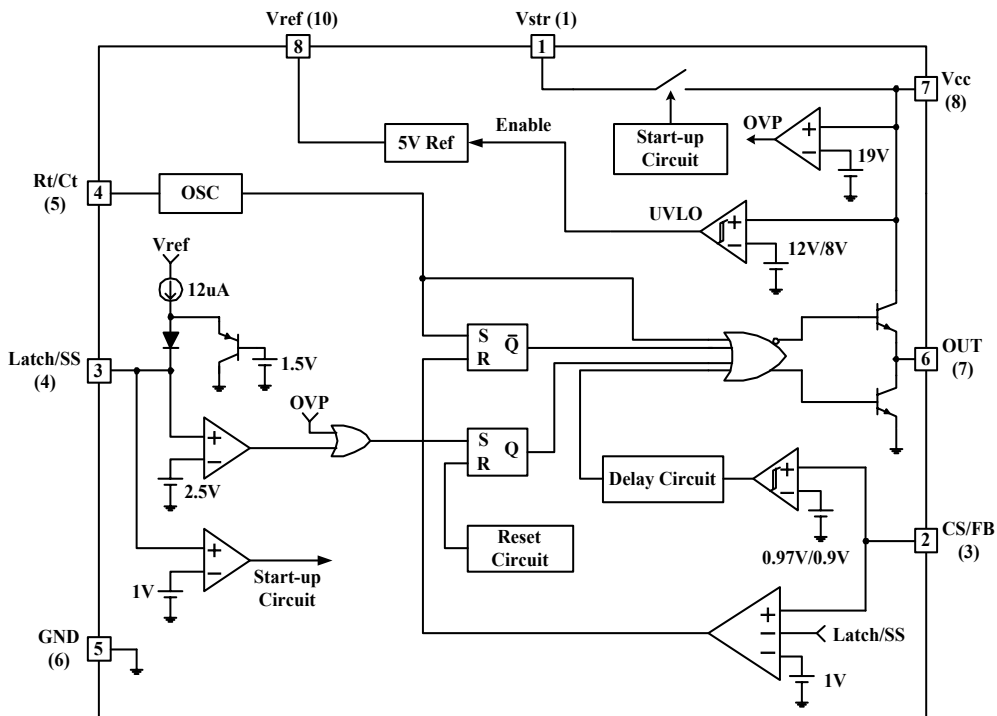 Vref (10)
Vstr (1)
8
1
7
Vcc
(8)
5V Ref
Enable
Start-up
Circuit
OVP
+
−
19V
Rt/Ct
(5)
4
OSC
UVLO
+
−
12V/8V
Vref
12uA
Latch/SS
(4)
3
1.5V
S
R
Q̅
6
OUT
(7)
OVP
+
−
2.5V
S
R
Q
Delay Circuit
+
−
0.97V/0.9V
2
CS/FB
(3)
Reset
Circuit
+
−
1V
Start-up
Circuit
GND
(6)
5
+
−
−
Latch/SS
1V